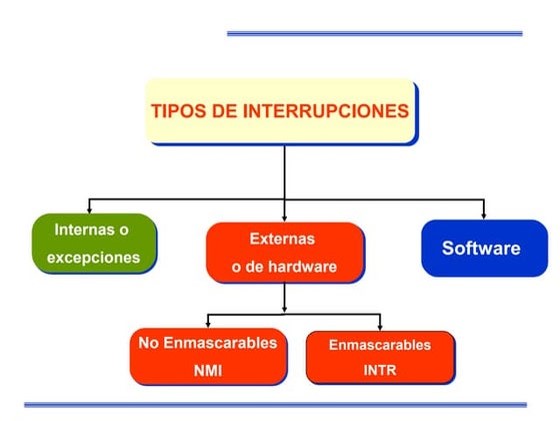 TIPOS DE INTERRUPCIONES
Internas o
excepciones
Externas
o de hardware
Software
No Enmascarables
NMI
Enmascarables
INTR